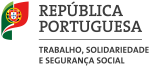 REPÚBLICA
PORTUGUESA
TRABALHO, SOLIDARIEDADE
E SEGURANÇA SOCIAL